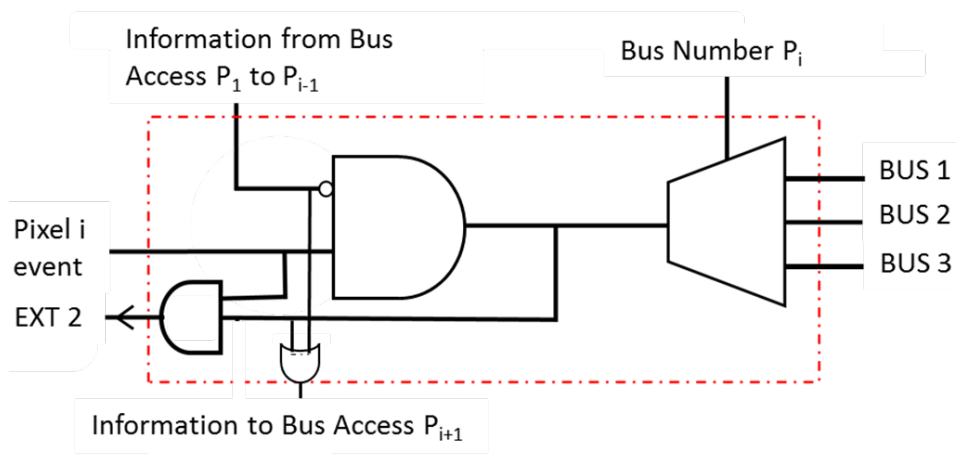 Information from Bus
Access P1 to Pi-1
Bus Number Pi
BUS 1
BUS 2
BUS 3
Pixel i
event
EXT 2
Information to Bus Access Pi+1